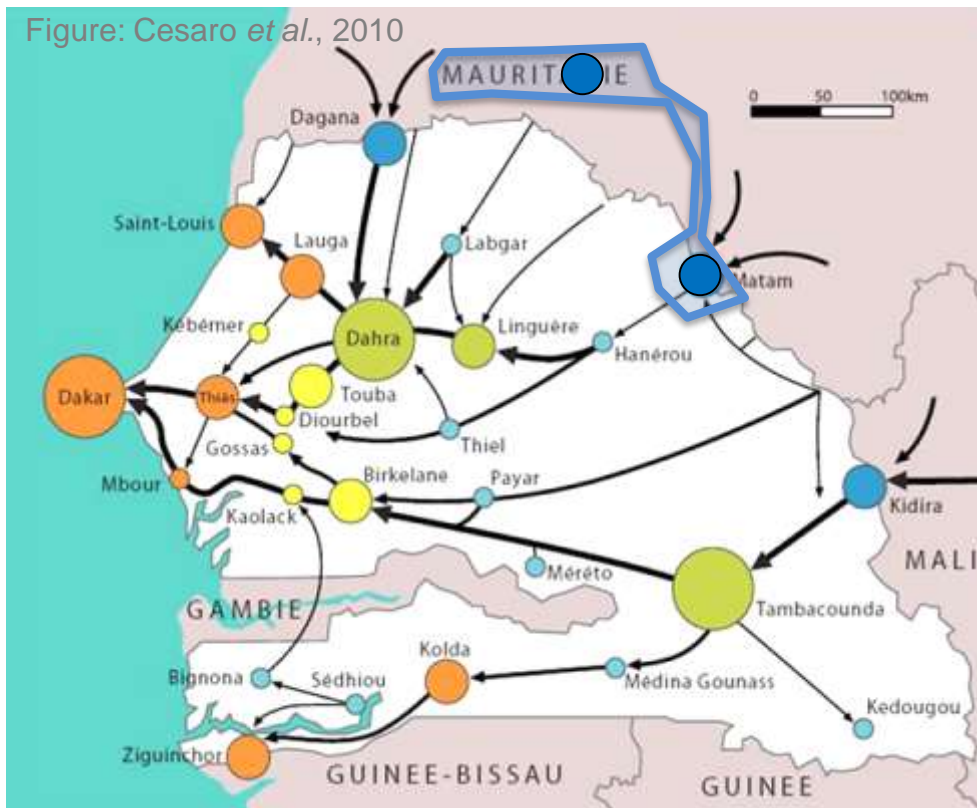 Figure: Cesaro et al., 2010
MAURITANIE
0 50 100km
Dagana
Saint-Louis
Lauga
Labgar
Matam
Kébémer
Dahra
Linguère
Hanérou
Dakar
Thiès
Touba
Diourbel
Thiel
Gossas
Mbour
Birkelane
Payar
Kaolack
Kidira
Méréto
MALI
GAMBIE
Tambacounda
Kolda
Bignona
Sédhiou
Médina Gounass
Kedougou
Ziguinchor
GUINEE-BISSAU
GUINEE